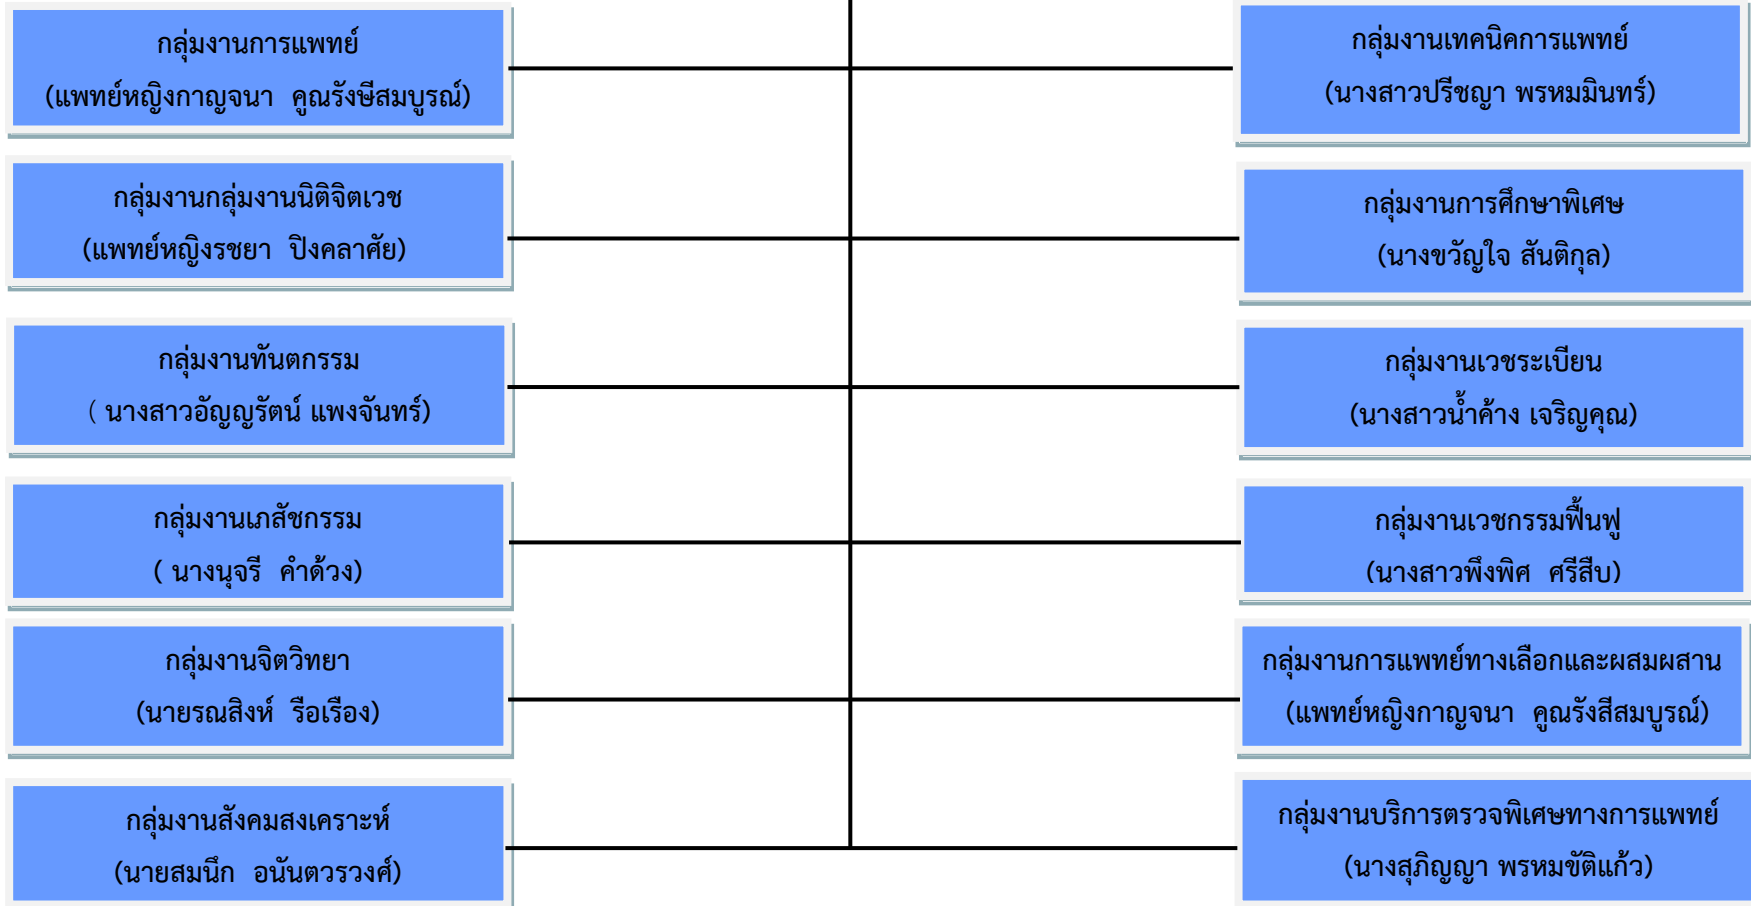 กลุ่มงานการแพทย์
(แพทย์หญิงกาญจนา  คูณรังษีสมบูรณ์)
กลุ่มงานกลุ่มงานนิติจิตเวช
(แพทย์หญิงรชยา  ปิงคลาศัย)
กลุ่มงานทันตกรรม
( นางสาวอัญญรัตน์ แพงจันทร์)
กลุ่มงานเภสัชกรรม
( นางนุจรี  คำด้วง)
กลุ่มงานจิตวิทยา
(นายรณสิงห์  รือเรือง)
กลุ่มงานสังคมสงเคราะห์
(นายสมนึก  อนันตวรวงศ์)
กลุ่มงานเทคนิคการแพทย์
(นางสาวปรีชญา พรหมมินทร์)
กลุ่มงานการศึกษาพิเศษ
(นางขวัญใจ สันติกุล)
กลุ่มงานเวชระเบียน
(นางสาวน้ำค้าง เจริญคุณ)
กลุ่มงานเวชกรรมฟื้นฟู
(นางสาวพึงพิศ  ศรีสืบ)
กลุ่มงานการแพทย์ทางเลือกและผสมผสาน
(แพทย์หญิงกาญจนา  คูณรังสีสมบูรณ์)
กลุ่มงานบริการตรวจพิเศษทางการแพทย์
(นางสุภิญญา พรหมขัติแก้ว)